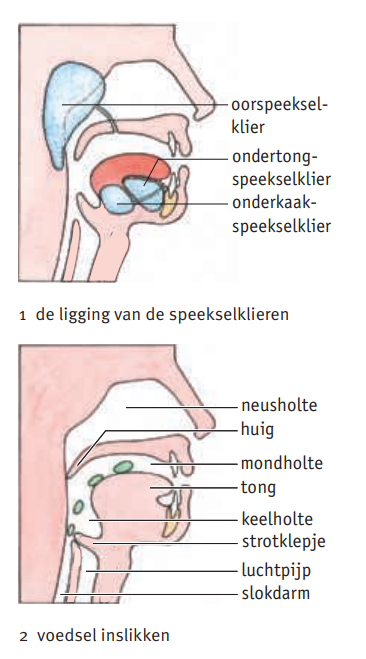 oorspeeksel-
klier
ondertong-
speekselklier
onderkaak-
speekselklier
1 de ligging van de speekselklieren
neusholte
huig
mondholte
tong
keelholte
strotklepje
luchtpijp
slokdarm
2 voedsel inslikken